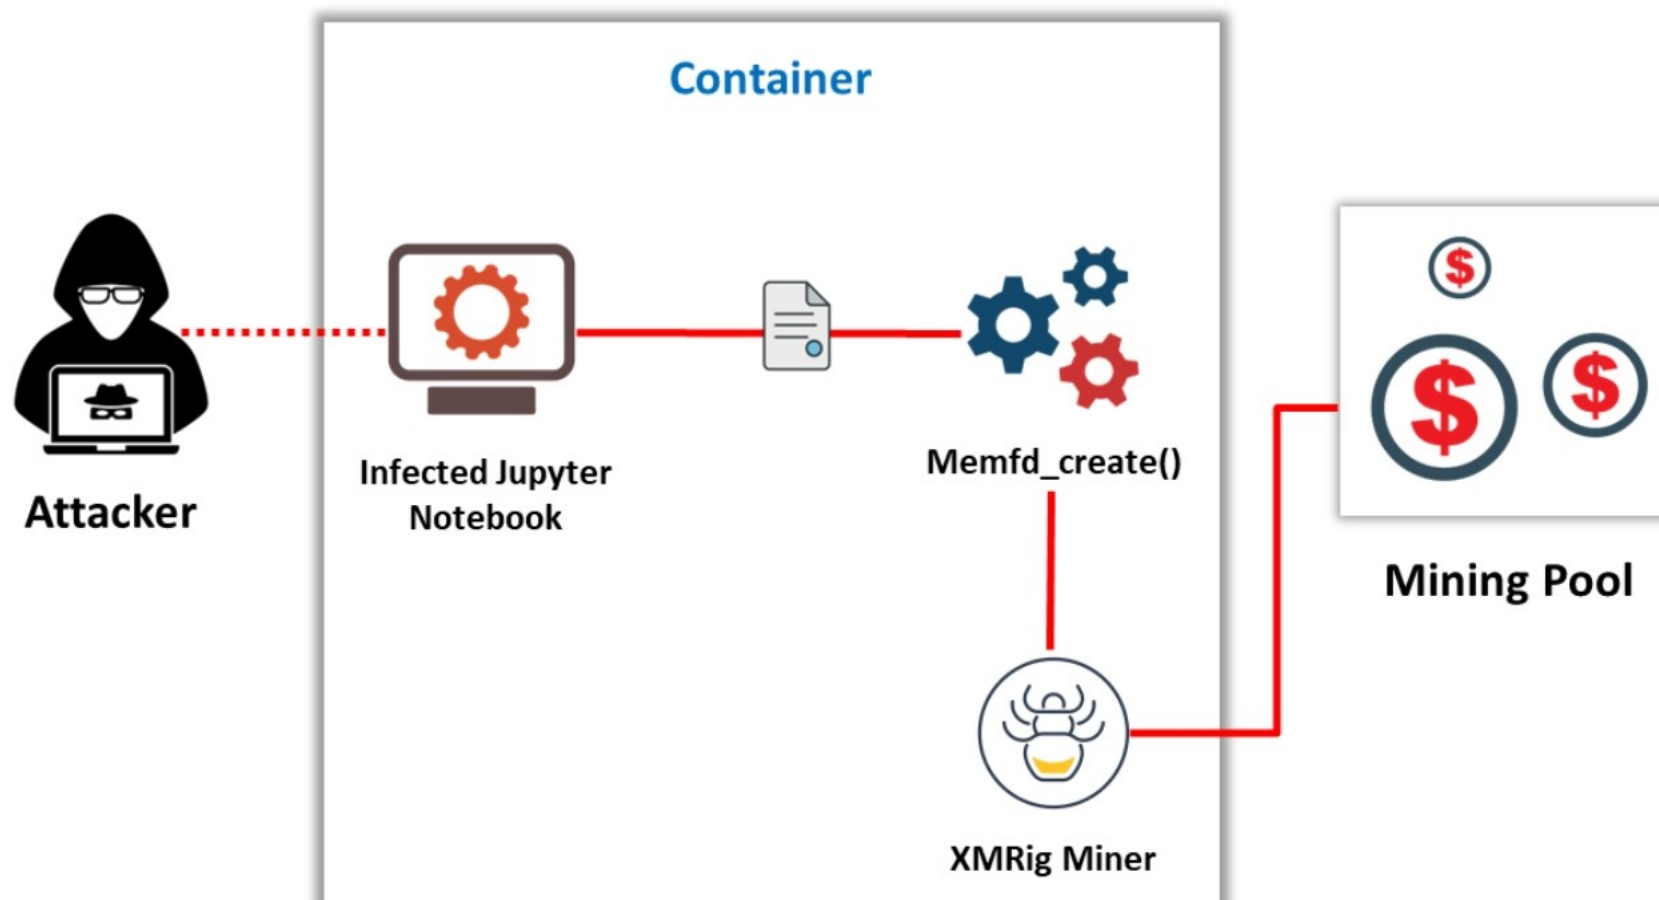 Container
Attacker
Infected Jupyter
Notebook
Memfd_create()
XMRig Miner
$
$
$
Mining Pool